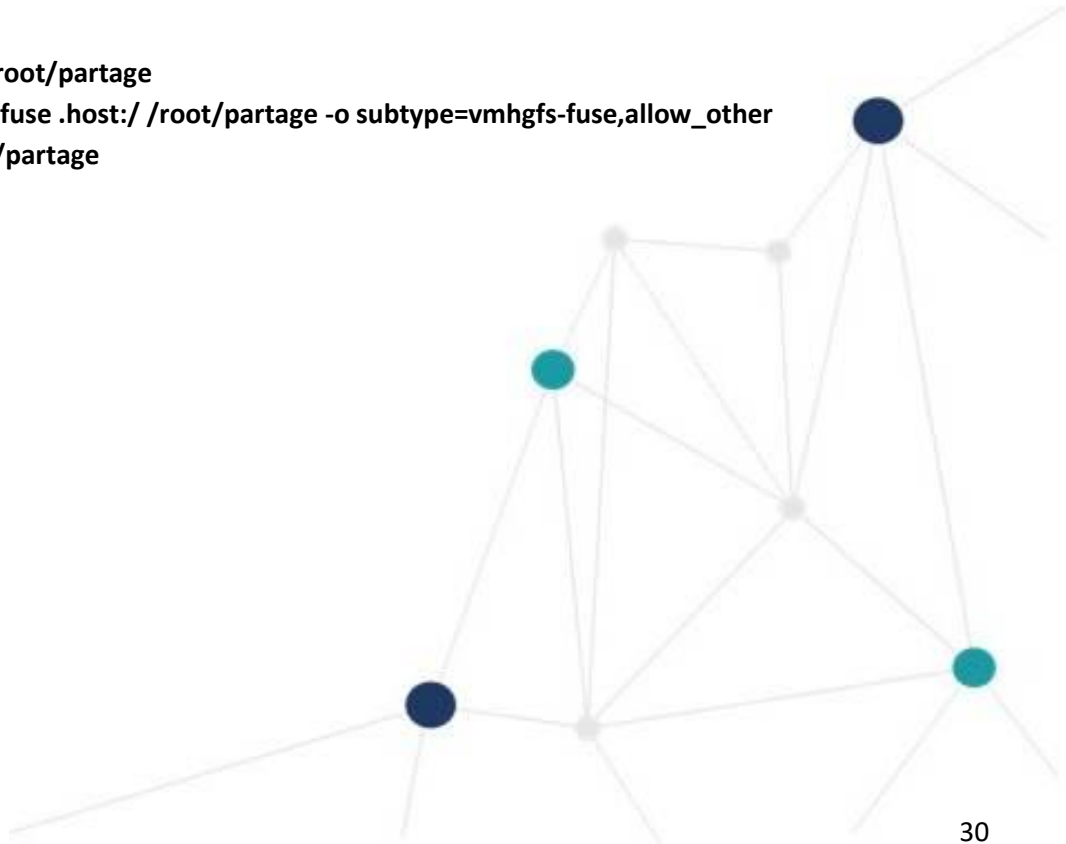 root/partage
fuse .host:/ /root/partage -o subtype=vmhgfs-fuse,allow_other
/partage
30